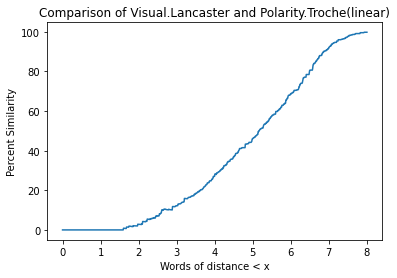 Comparison of Visual.Lancaster and Polarity.Troche(linear)
Percent Similarity
100
80
60
40
20
0
0 1 2 3 4 5 6 7 8
Words of distance < x